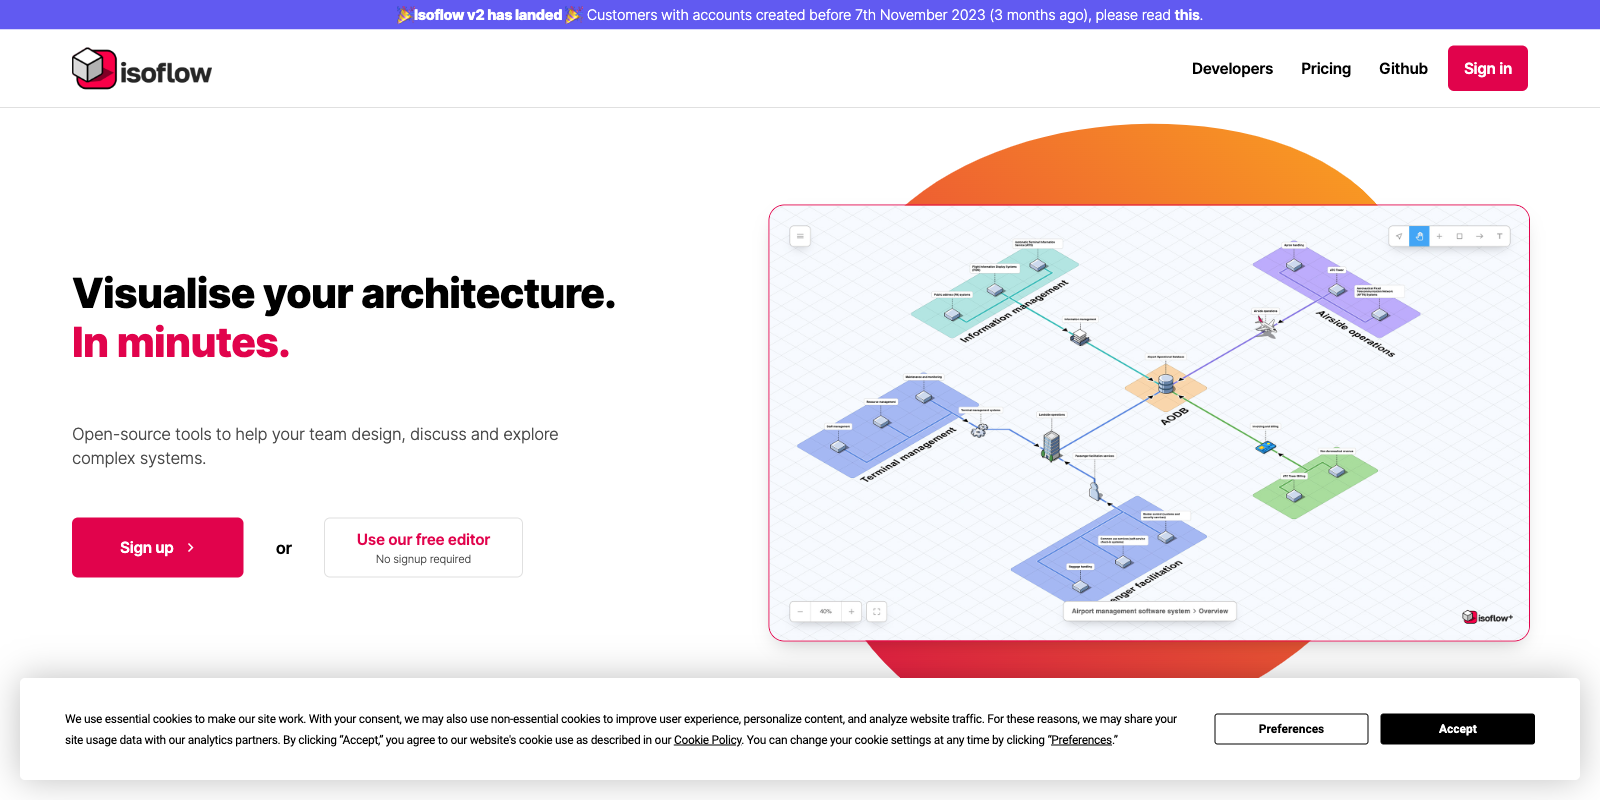 🎉Isoflow v2 has landed 🎉 Customers with accounts created before 7th November 2023 (3 months ago), please read this.
isoflow
Developers Pricing Github Sign in
Visualise your architecture.
In minutes.
Open-source tools to help your team design, discuss and explore
complex systems.
Sign up
or
Use our free editor
No signup required
Information management
Airside operations
AODB
Terminal management
enger facilitation
40%
Airport management software system > Overview
isoflow+
We use essential cookies to make our site work. With your consent, we may also use non-essential cookies to improve user experience, personalize content, and analyze website traffic. For these reasons, we may share your
site usage data with our analytics partners. By clicking “Accept,” you agree to our website's cookie use as described in our Cookie Policy. You can change your cookie settings at any time by clicking “Preferences.”
Preferences
Accept